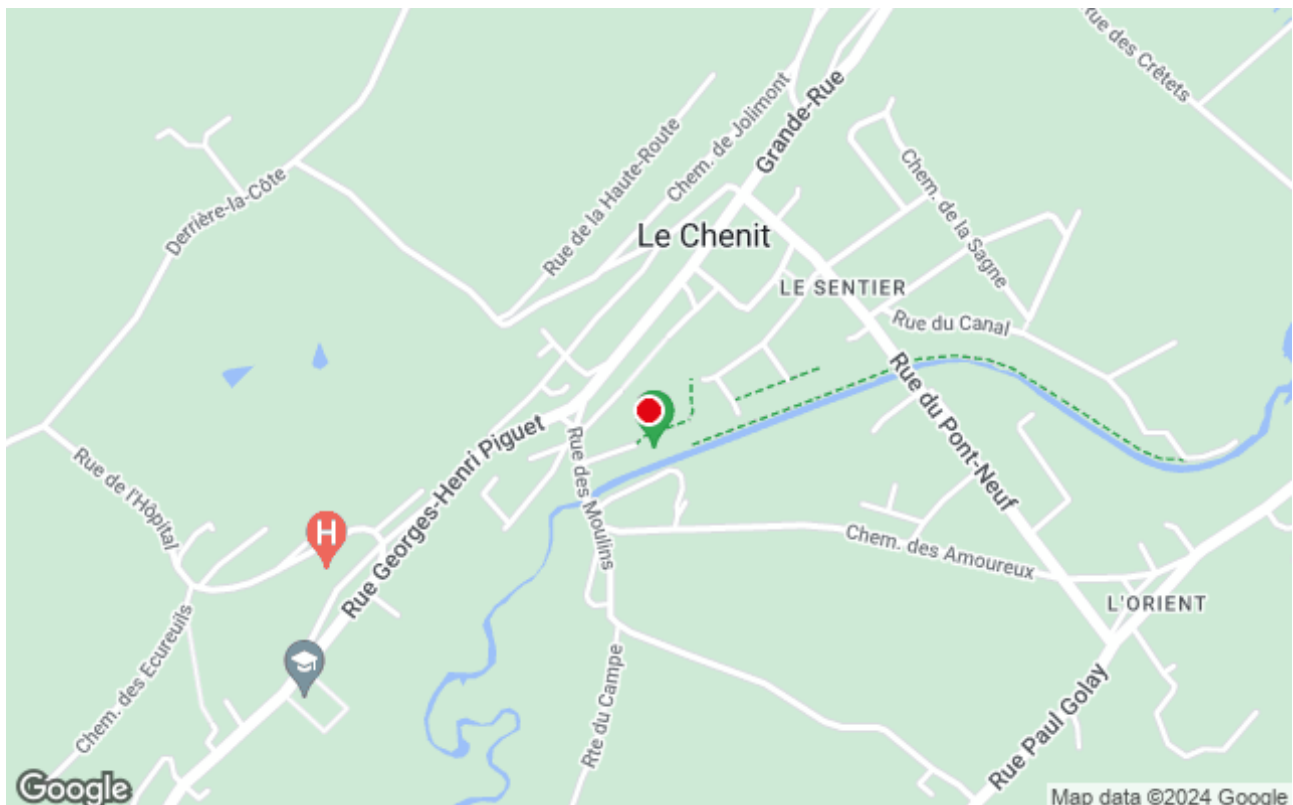 Rue des Crêtets
Grande-Rue
Chem. de Jolimont
Rue de la Haute-Route
Derrière-la-Côte
Chem. de la Sagne
Le Chenit
LE SENTIER
Rue du Canal
Rue du Pont-Neuf
Rue Georges-Henri Piguet
Rue des Moulins
Rue de l'Hôpital
H
Chem. des Amoureux
L'ORIENT
Chem. des Ecureuils
Rte du Campe
Rue Paul Golay
Google
Map data ©2024 Google